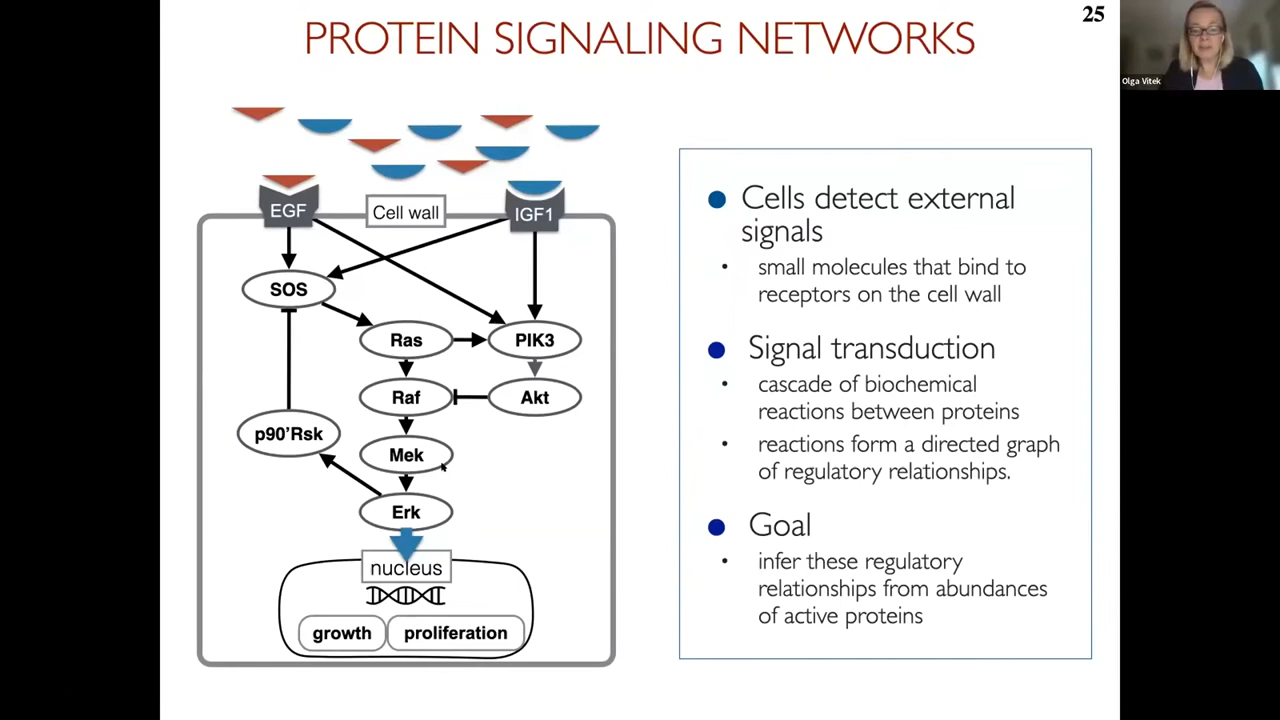 25
PROTEIN SIGNALING NETWORKS
Olga Vitek
EGF
Cell wall
IGF1
SOS
Ras
PIK3
Raf
Akt
p90'Rsk
Mek
Erk
nucleus
growth
proliferation
Cells detect external
signals
small molecules that bind to
receptors on the cell wall
Signal transduction
cascade of biochemical
reactions between proteins
reactions form a directed graph
of regulatory relationships.
Goal
infer these regulatory
relationships from abundances
of active proteins